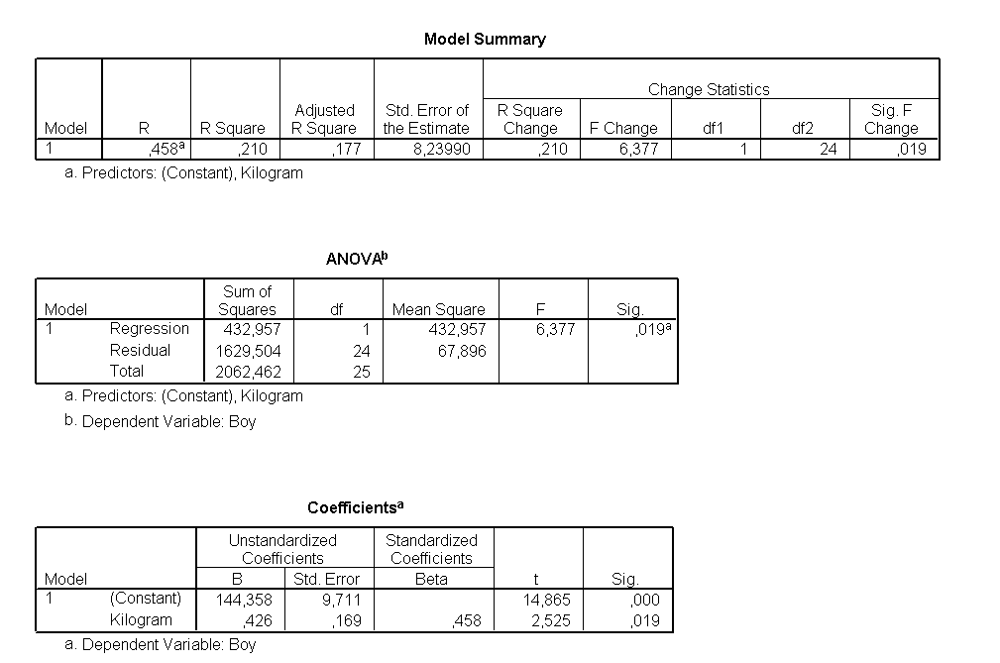 Model Summary
Change Statistics
Model R R Square Adjusted R Square Std. Error of the Estimate R Square Change F Change df1 df2 Sig. F Change
1 ,458a ,210 ,177 8,23990 ,210 6,377 1 24 ,019
a. Predictors: (Constant), Kilogram
ANOVAb
Model Sum of Squares df Mean Square F Sig.
1 Regression 432,957 1 432,957 6,377 ,019a
Residual 1629,504 24 67,896
Total 2062,462 25
a. Predictors: (Constant), Kilogram
b. Dependent Variable: Boy
Coefficientsa
Unstandardized Coefficients Standardized Coefficients
Model B Std. Error Beta t Sig.
1 (Constant) 144,358 9,711 14,865 ,000
Kilogram ,426 ,169 ,458 2,525 ,019
a. Dependent Variable: Boy